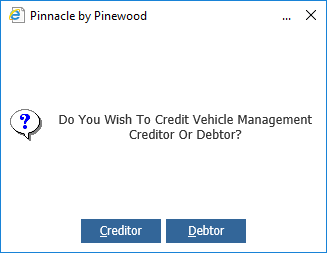 Pinnacle by Pinewood
...
Do You Wish To Credit Vehicle Management
Creditor Or Debtor?
Creditor
Debtor